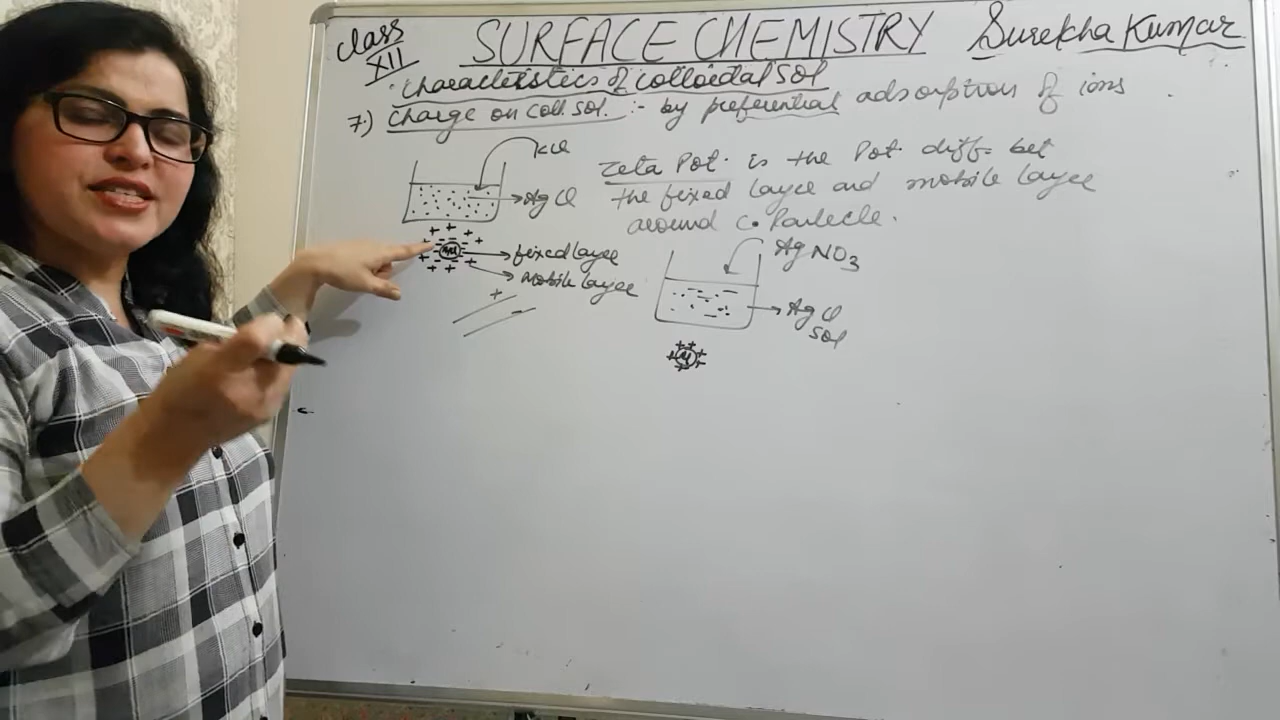 class
XII
SURFACE CHEMISTRY
Surekha Kumar
characteristics of colloidal sol
7.) Charge on Coll. sol. :- by preferential adsorption of ions
KCl
AgCl
Zeta Pot. is the Pot. diff. bet
the fixed layer and mobile layer
around C. Particle.
fixed layer
mobile layer
AgNO3
AgCl
sol